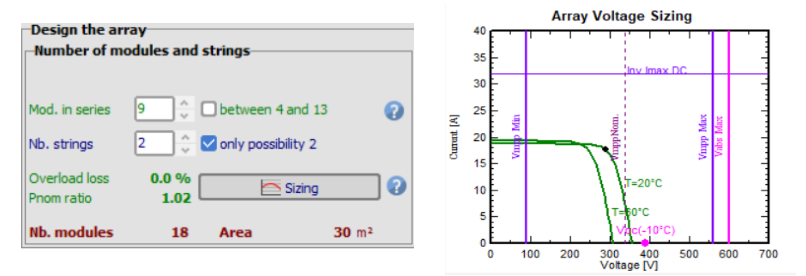 Design the array
Number of modules and strings
Mod. in series 9 between 4 and 13 ?
Nb. strings 2 only possibility 2
Overload loss 0.0 %
Pnom ratio 1.02 Sizing ?
Nb. modules 18 Area 30 m²
Array Voltage Sizing
Current [A]
40
35
30
25
20
15
10
5
0
Inv Imax DC
Vmpp Min
VmppNom.
Vmpp Max
Vabs Max
T=20°C
T=60°C
Voc(-10°C)
0 100 200 300 400 500 600 700
Voltage [V]